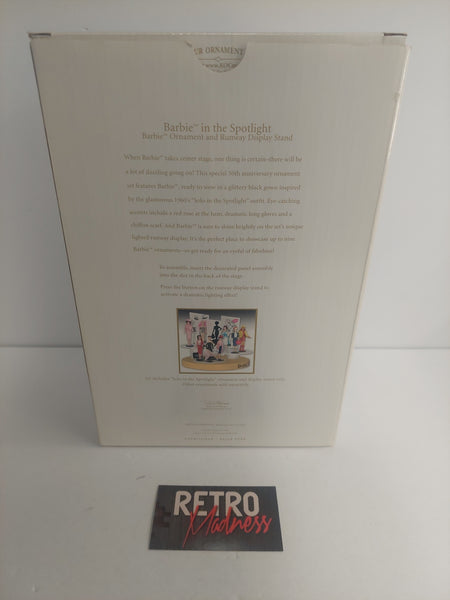 UR ORNAMENT
Barbie™ in the Spotlight
Barbie™ Ornament and Runway Display Stand
When Barbie™ takes center stage, one thing is certain–there will be
a lot of dazzling going on! This special 50th anniversary ornament
set features Barbie™, ready to wow in a glittery black gown inspired
by the glamorous 1960's "Solo in the Spotlight" outfit. Eye-catching
accents include a red rose at the hem, dramatic long gloves and a
chiffon scarf. And Barbie™ is sure to shine brightly on the set's unique
lighted runway display. It's the perfect place to showcase up to nine
Barbie™ ornaments–so get ready for an eyeful of fabulous!
To assemble, insert the decorated panel assembly
into the slot in the back of the stage.
Press the button on the runway display stand to
activate a dramatic lighting effect!
Set includes "Solo in the Spotlight" ornament and display stand only.
Other ornaments sold separately.
RETRO
Madness